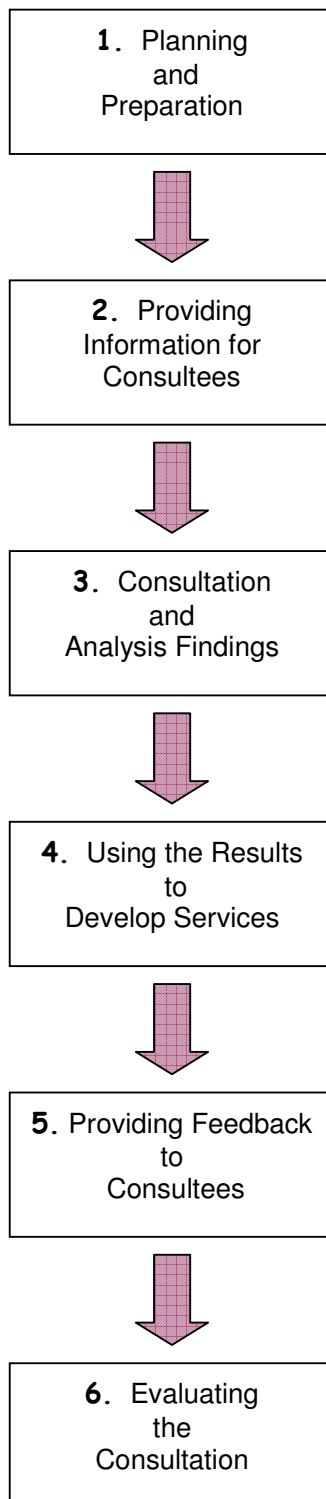 1. Planning
and
Preparation
2. Providing
Information for
Consultees
3. Consultation
and
Analysis Findings
4. Using the Results
to
Develop Services
5. Providing Feedback
to
Consultees
6. Evaluating
the
Consultation